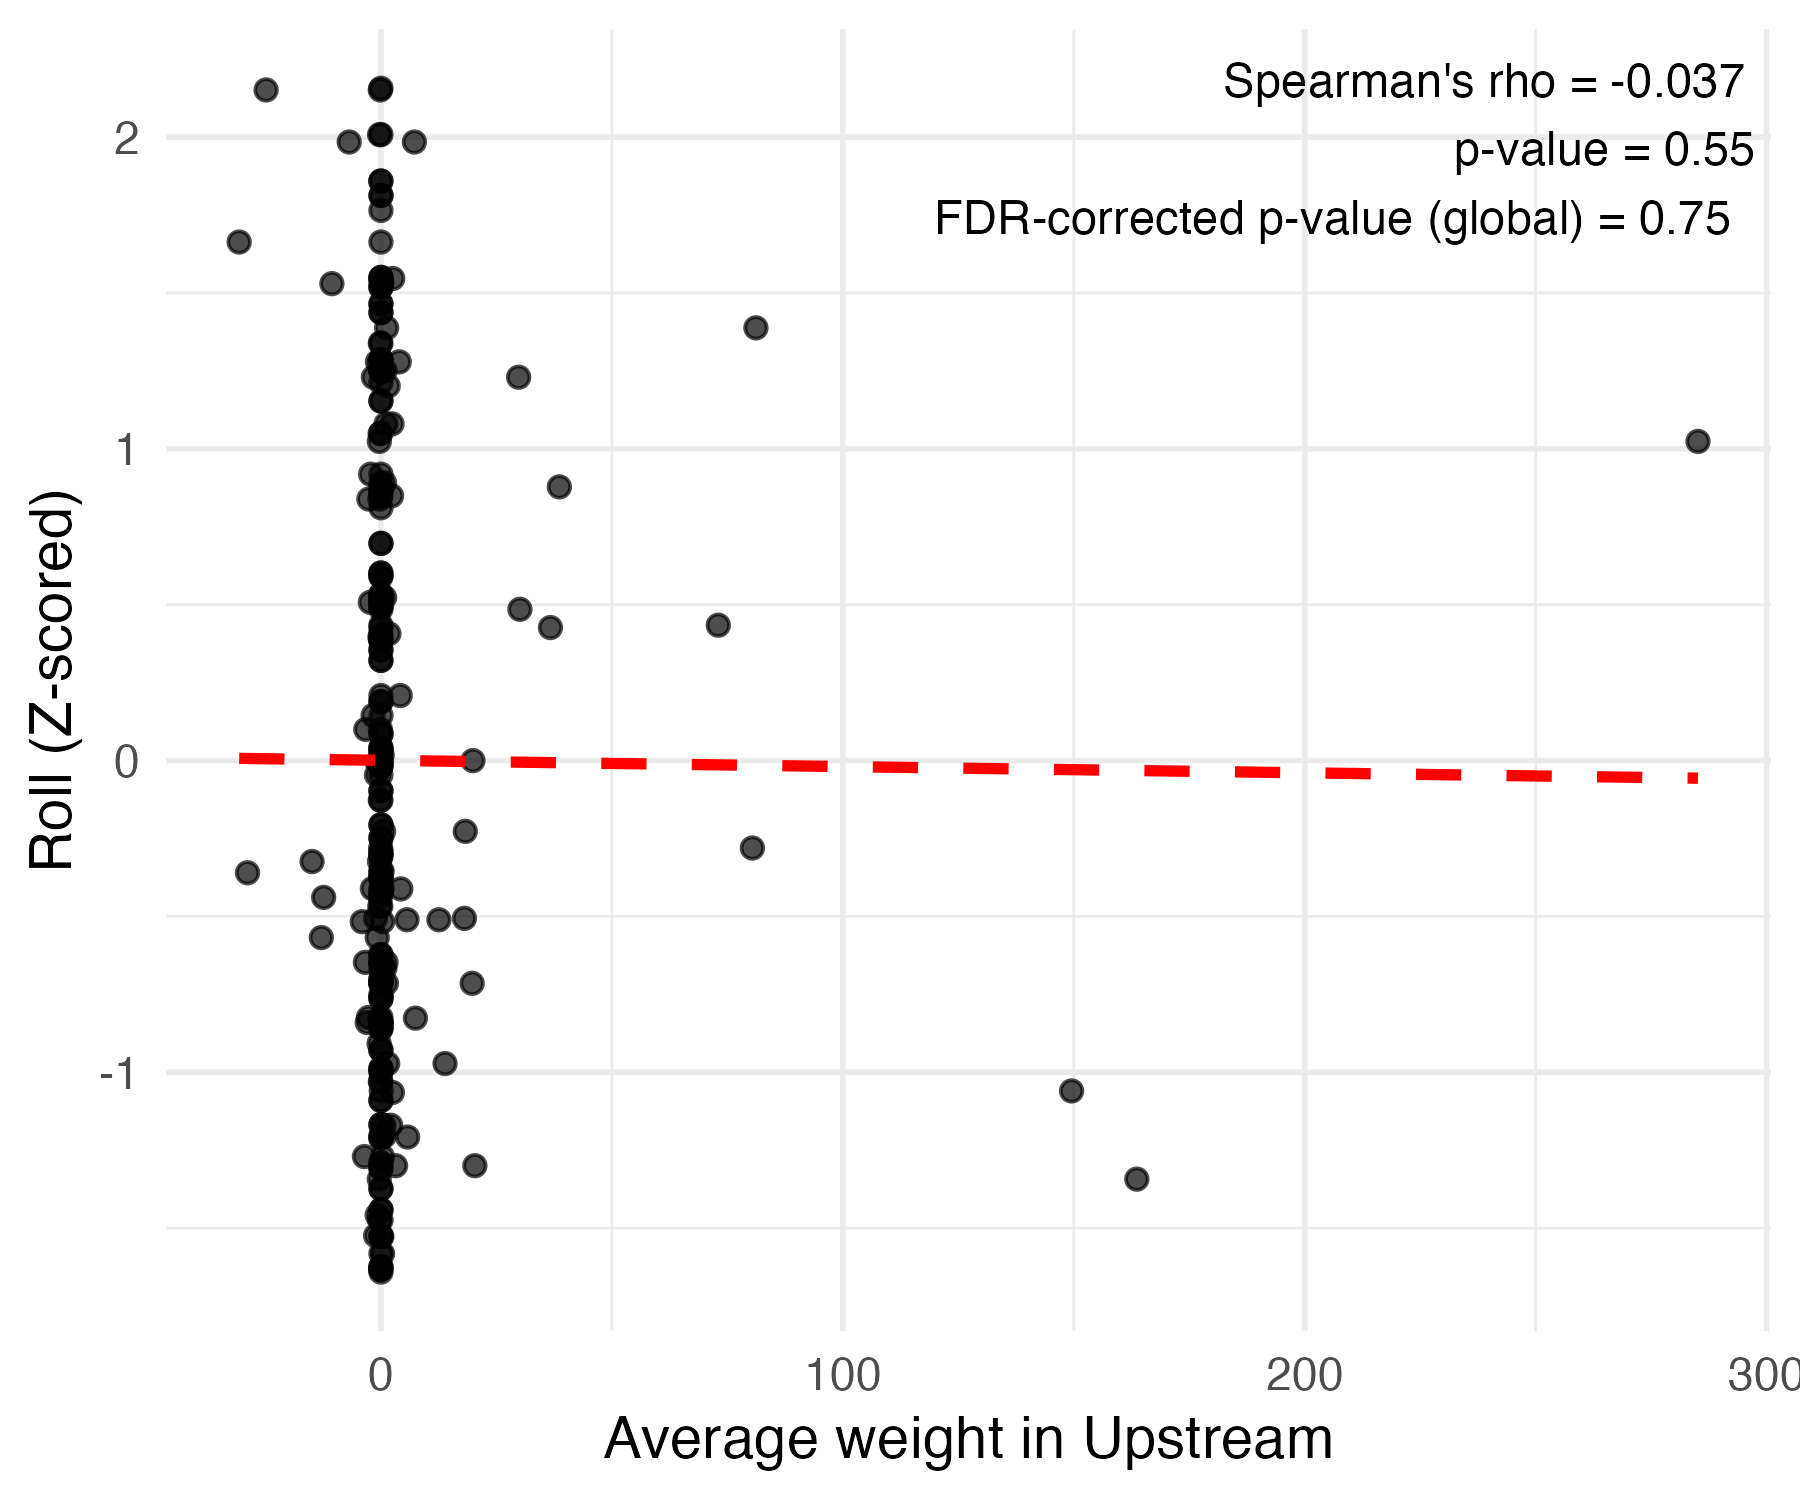 Spearman's rho = -0.037
p-value = 0.55
FDR-corrected p-value (global) = 0.75
2
1
0
-1
Roll (Z-scored)
0 100 200 300
Average weight in Upstream